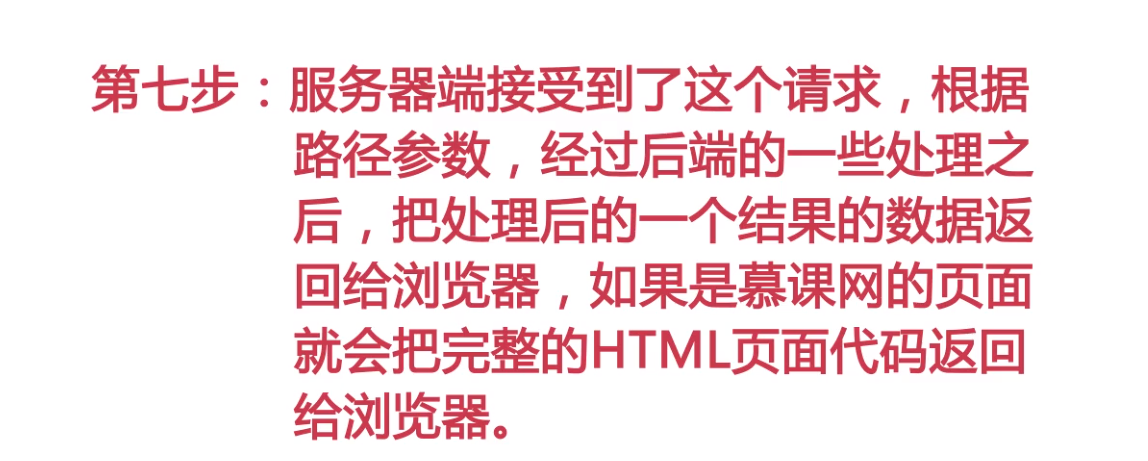 第七步：服务器端接受到了这个请求，根据
路径参数，经过后端的一些处理之
后，把处理后的一个结果的数据返
回给浏览器，如果是慕课网的页面
就会把完整的HTML页面代码返回
给浏览器。